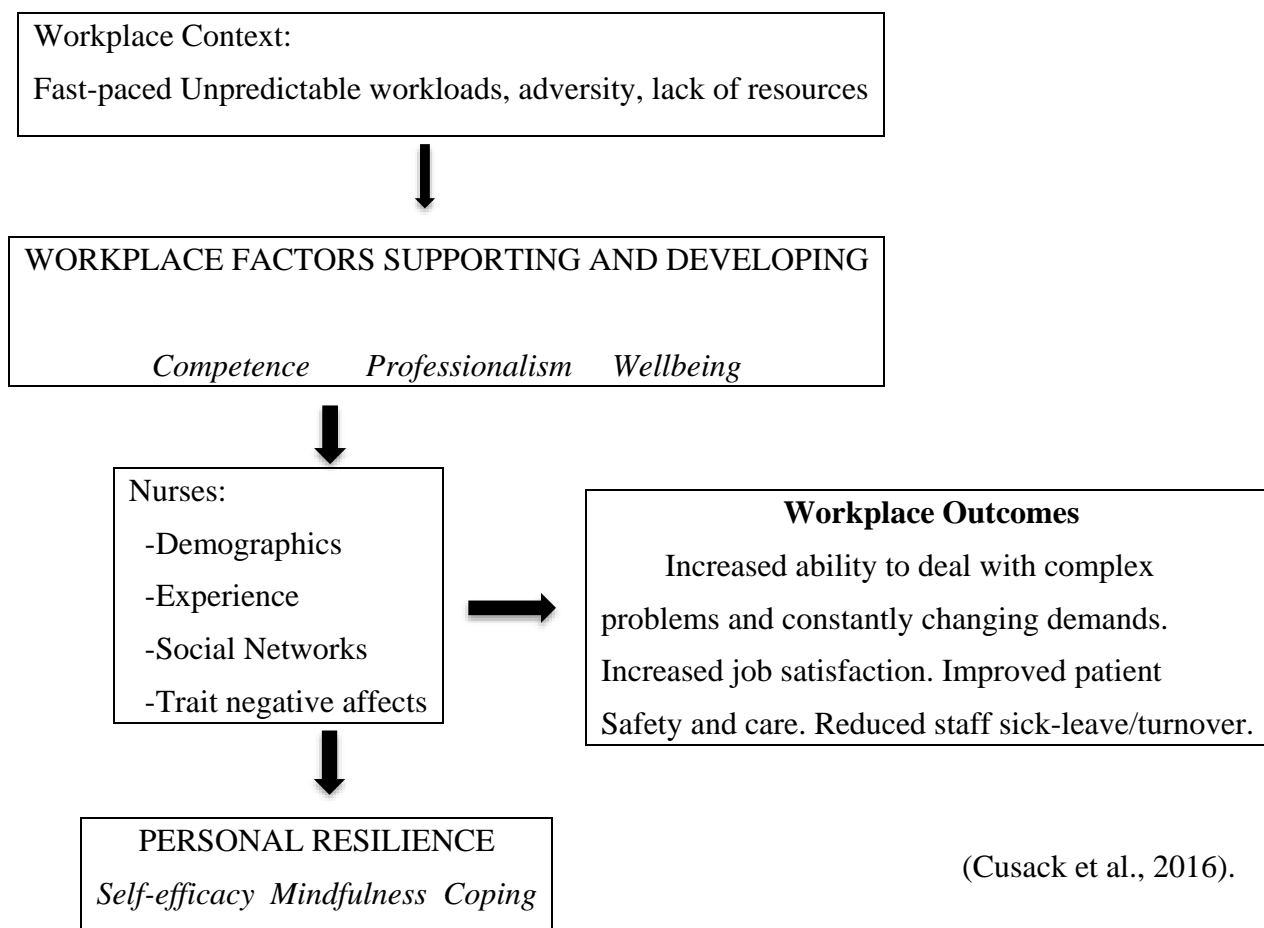 Workplace Context:
Fast-paced Unpredictable workloads, adversity, lack of resources
WORKPLACE FACTORS SUPPORTING AND DEVELOPING
Competence Professionalism Wellbeing
Nurses:
-Demographics
-Experience
-Social Networks
-Trait negative affects
Workplace Outcomes
Increased ability to deal with complex
problems and constantly changing demands.
Increased job satisfaction. Improved patient
Safety and care. Reduced staff sick-leave/turnover.
PERSONAL RESILIENCE
Self-efficacy Mindfulness Coping
(Cusack et al., 2016).